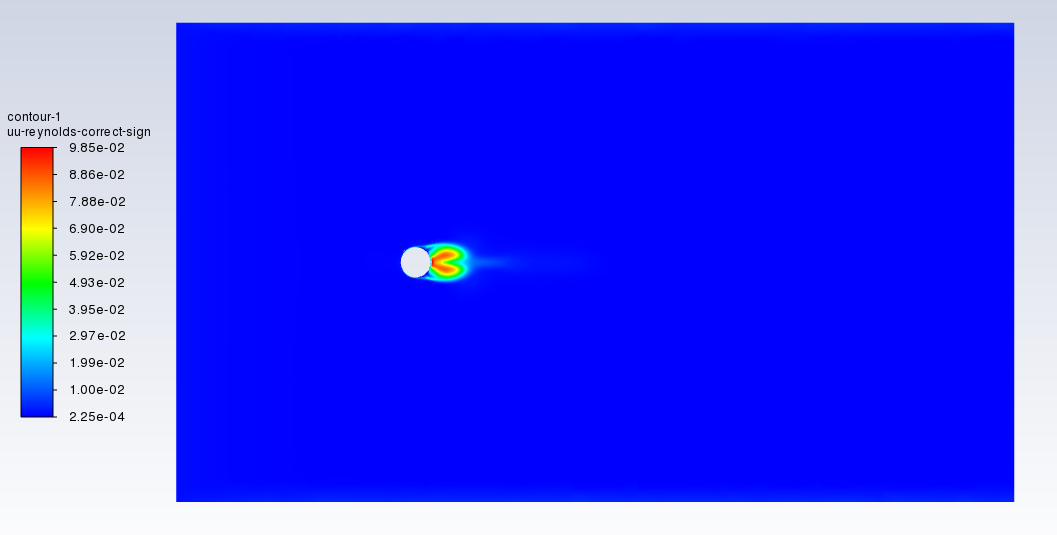 contour-1
uu-reynolds-correct-sign
9.85e-02
8.86e-02
7.88e-02
6.90e-02
5.92e-02
4.93e-02
3.95e-02
2.97e-02
1.99e-02
1.00e-02
2.25e-04